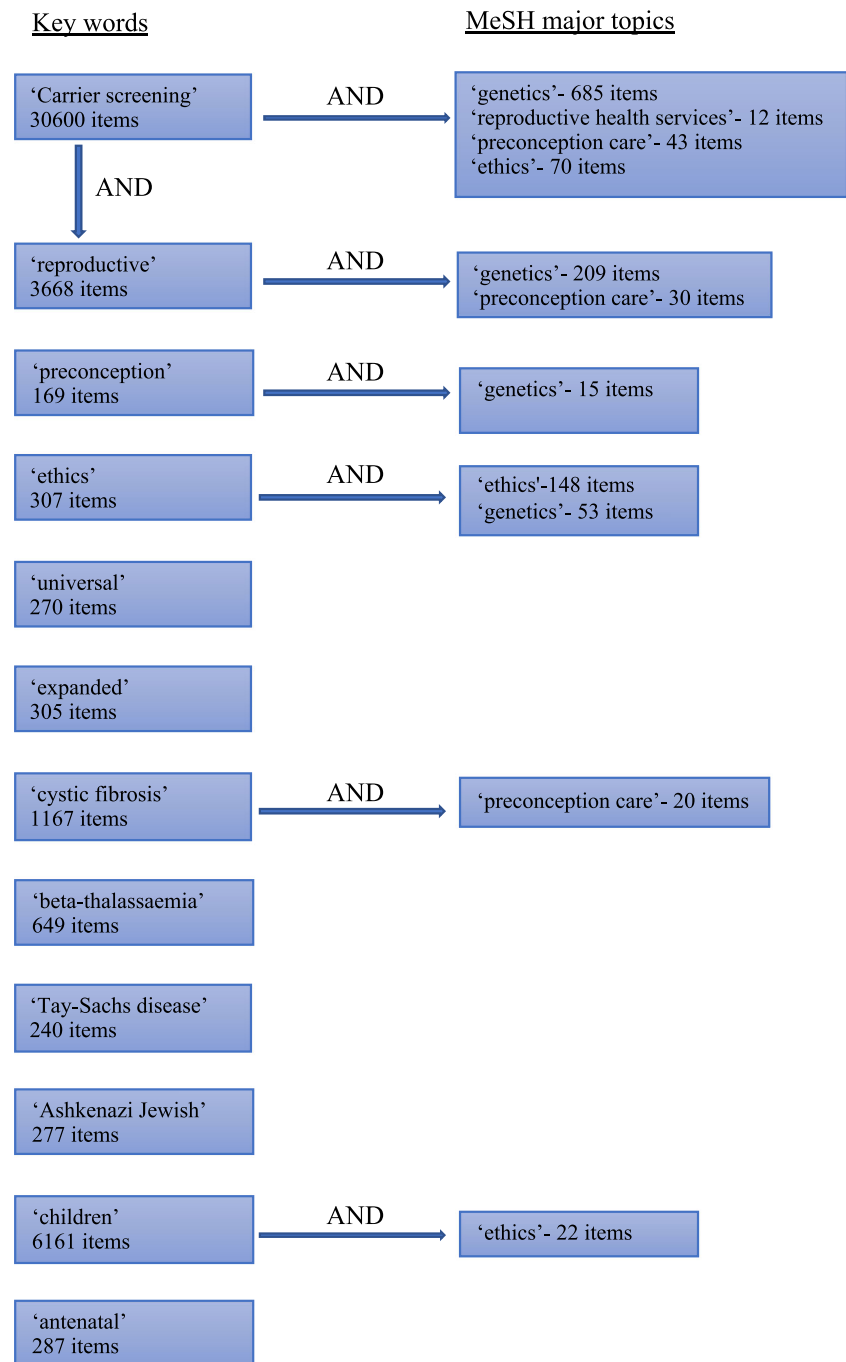 Key words
MeSH major topics
‘Carrier screening’
30600 items
AND
‘genetics’- 685 items
‘reproductive health services’- 12 items
‘preconception care’- 43 items
‘ethics’- 70 items
AND
‘reproductive’
3668 items
AND
‘genetics’- 209 items
‘preconception care’- 30 items
‘preconception’
169 items
AND
‘genetics’- 15 items
‘ethics’
307 items
AND
‘ethics'-148 items
‘genetics’- 53 items
‘universal’
270 items
‘expanded’
305 items
‘cystic fibrosis’
1167 items
AND
‘preconception care’- 20 items
‘beta-thalassaemia’
649 items
‘Tay-Sachs disease’
240 items
‘Ashkenazi Jewish’
277 items
‘children’
6161 items
AND
‘ethics’- 22 items
‘antenatal’
287 items